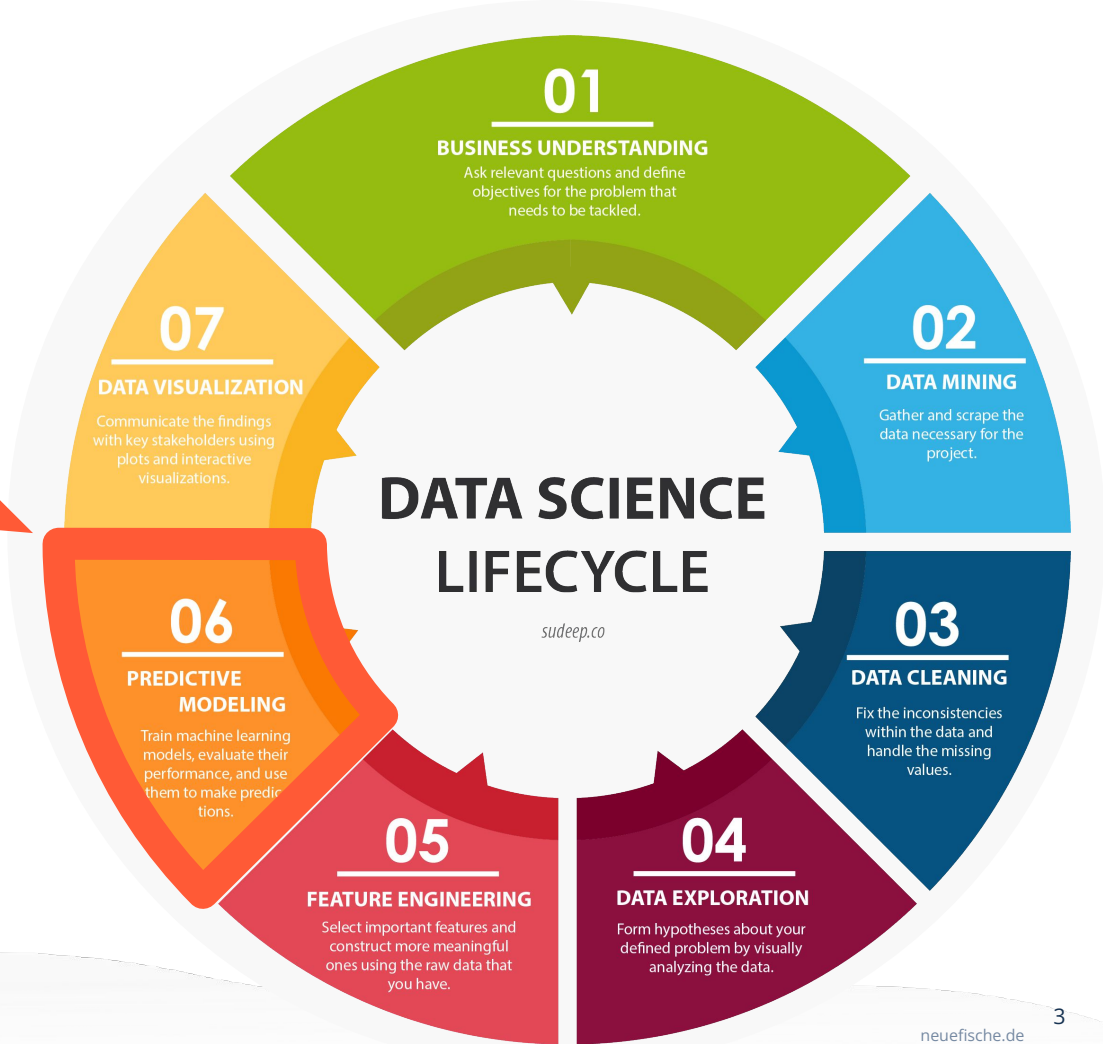 01
BUSINESS UNDERSTANDING
Ask relevant questions and define
objectives for the problem that
needs to be tackled.
02
DATA MINING
Gather and scrape the
data necessary for the
project.
03
DATA CLEANING
Fix the inconsistencies
within the data and
handle the missing
values.
04
DATA EXPLORATION
Form hypotheses about your
defined problem by visually
analyzing the data.
05
FEATURE ENGINEERING
Select important features and
construct more meaningful
ones using the raw data that
you have.
06
PREDICTIVE
MODELING
Train machine learning
models, evaluate their
performance, and use
them to make predic-
tions.
07
DATA VISUALIZATION
Communicate the findings
with key stakeholders using
plots and interactive
visualizations.
DATA SCIENCE
LIFECYCLE
sudeep.co
3
neuefische.de